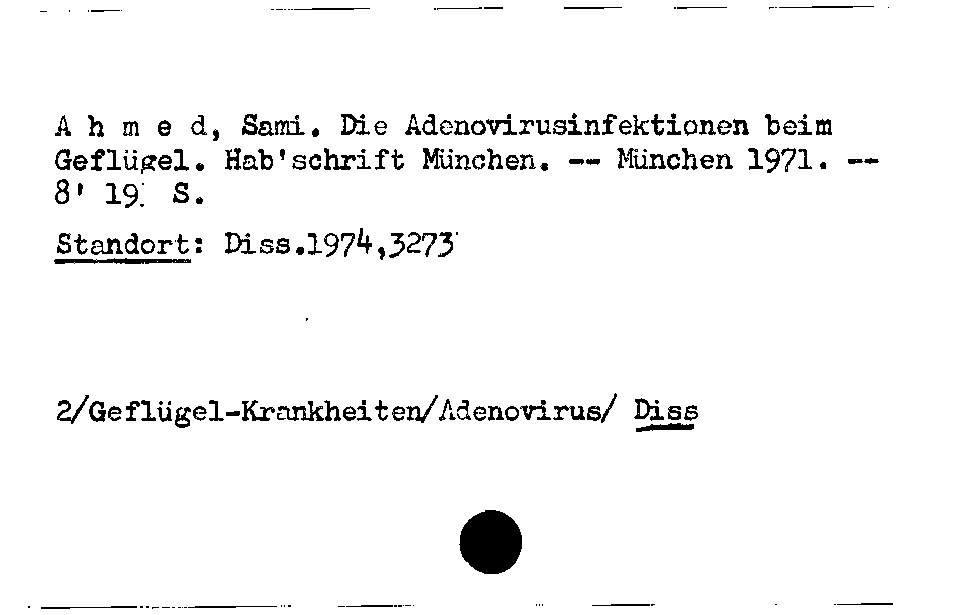 A h m e d, Sami. Die Adenovirusinfektionen beim
Geflügel. Hab'schrift München. -- München 1971. --
8' S.
Standort: Diss.1974,3273
2/Geflügel-Krankheiten/Adenovirus/ Diss